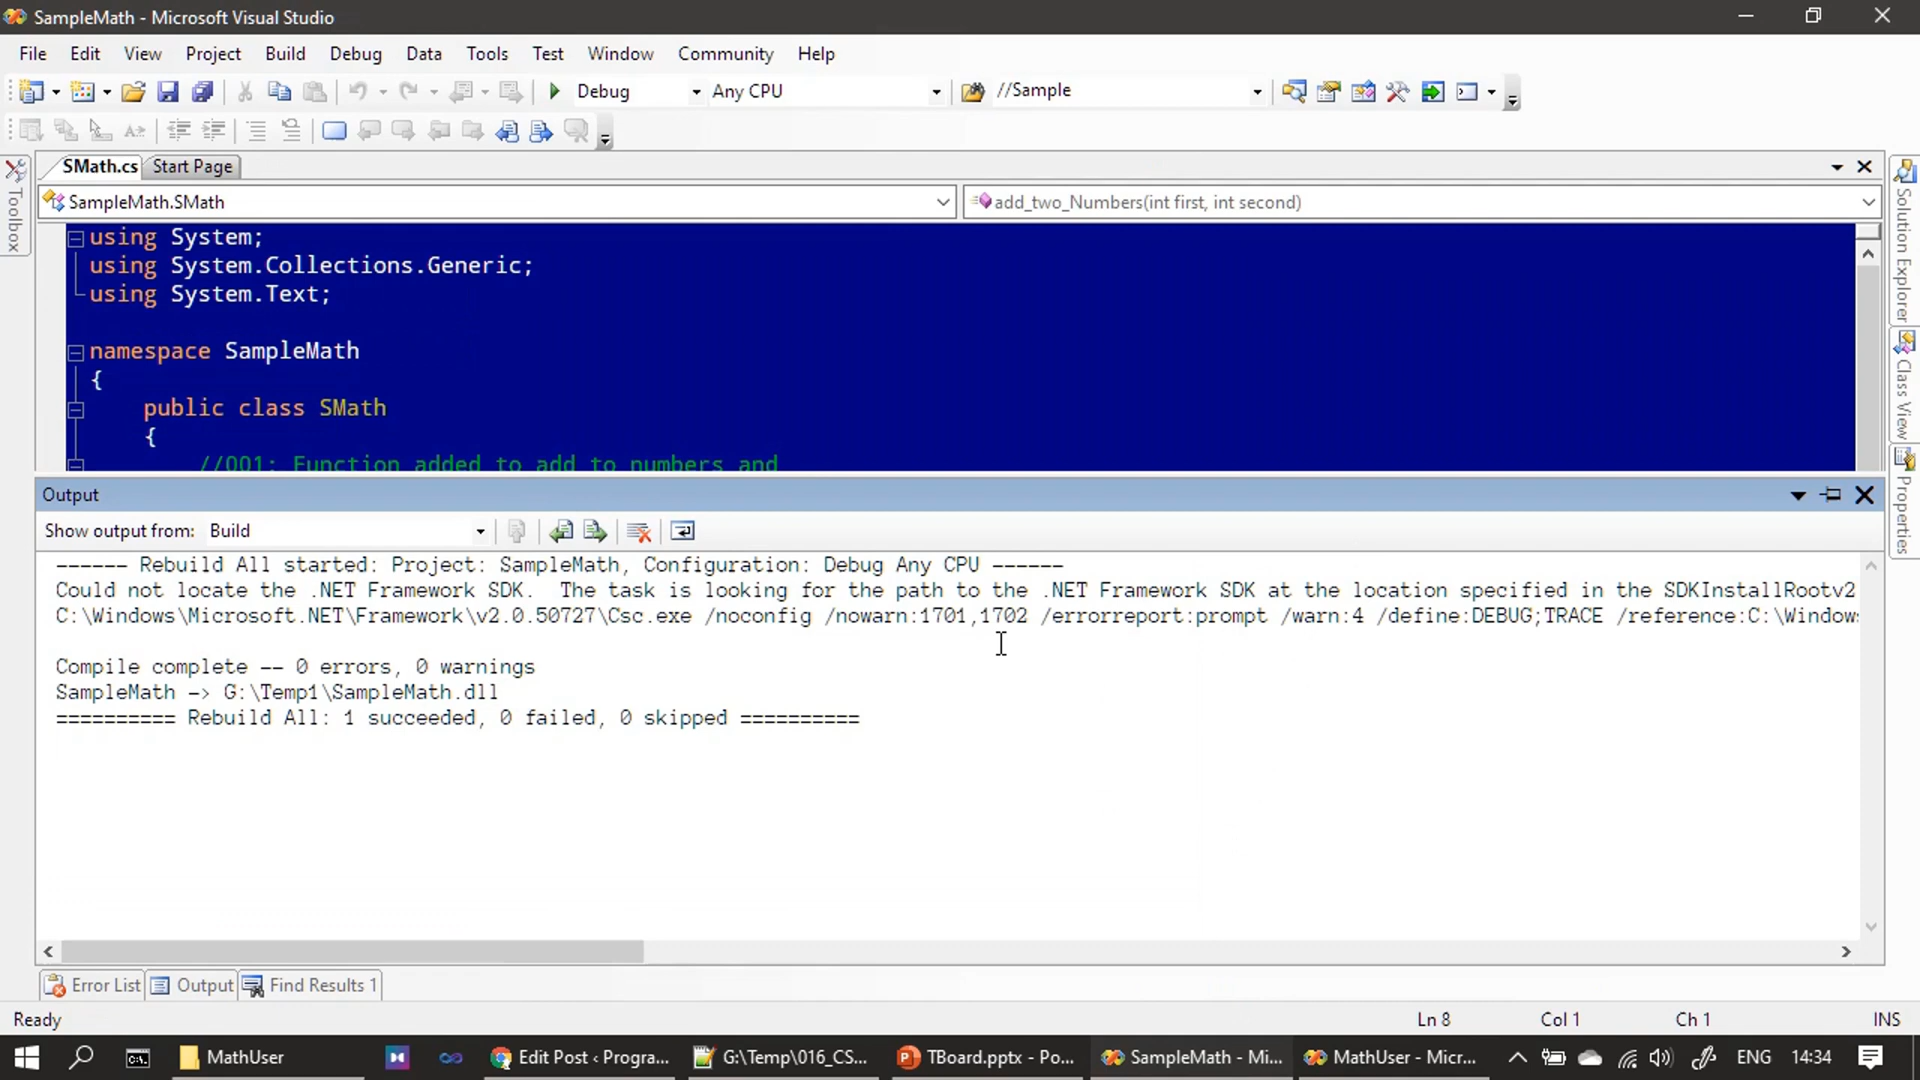 SampleMath - Microsoft Visual Studio
File Edit View Project Build Debug Data Tools Test Window Community Help
Debug Any CPU //Sample
SMath.cs Start Page
SampleMath.SMath add_two_Numbers(int first, int second)
Toolbox
using System;
using System.Collections.Generic;
using System.Text;
namespace SampleMath
{
public class SMath
{
//001: Function added to add to numbers and
Solution Explorer
Class View
Properties
Output
Show output from: Build
------ Rebuild All started: Project: SampleMath, Configuration: Debug Any CPU ------
Could not locate the .NET Framework SDK.  The task is looking for the path to the .NET Framework SDK at the location specified in the SDKInstallRootv2
C:\Windows\Microsoft.NET\Framework\v2.0.50727\Csc.exe /noconfig /nowarn:1701,1702 /errorreport:prompt /warn:4 /define:DEBUG;TRACE /reference:C:\Windows
Compile complete -- 0 errors, 0 warnings
SampleMath -> G:\Temp1\SampleMath.dll
========== Rebuild All: 1 succeeded, 0 failed, 0 skipped ==========
Error List Output Find Results 1
Ready Ln 8 Col 1 Ch 1 INS
MathUser Edit Post ‹ Progra... G:\Temp\016_CS... TBoard.pptx - Po... SampleMath - Mi... MathUser - Micr... ENG 14:34